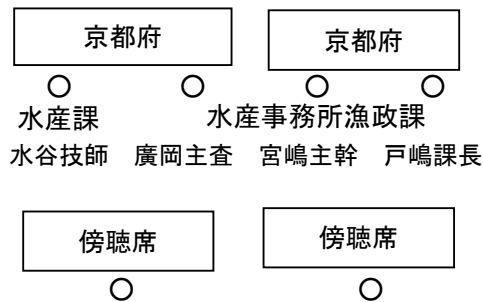 京都府 京都府
水産課 水産事務所漁政課
水谷技師 廣岡主査 宮嶋主幹 戸嶋課長
傍聴席 傍聴席